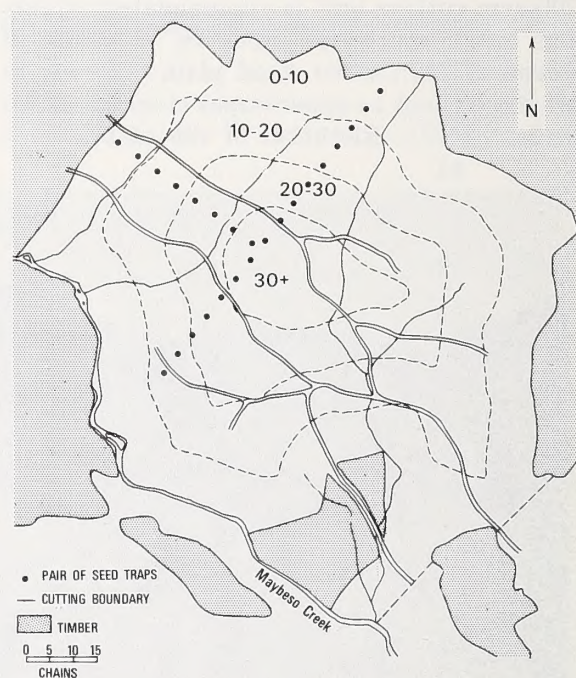 0-10
N
10-20
20-30
30+
PAIR OF SEED TRAPS
CUTTING BOUNDARY
TIMBER
0 5 10 15
CHAINS
Maybeso Creek